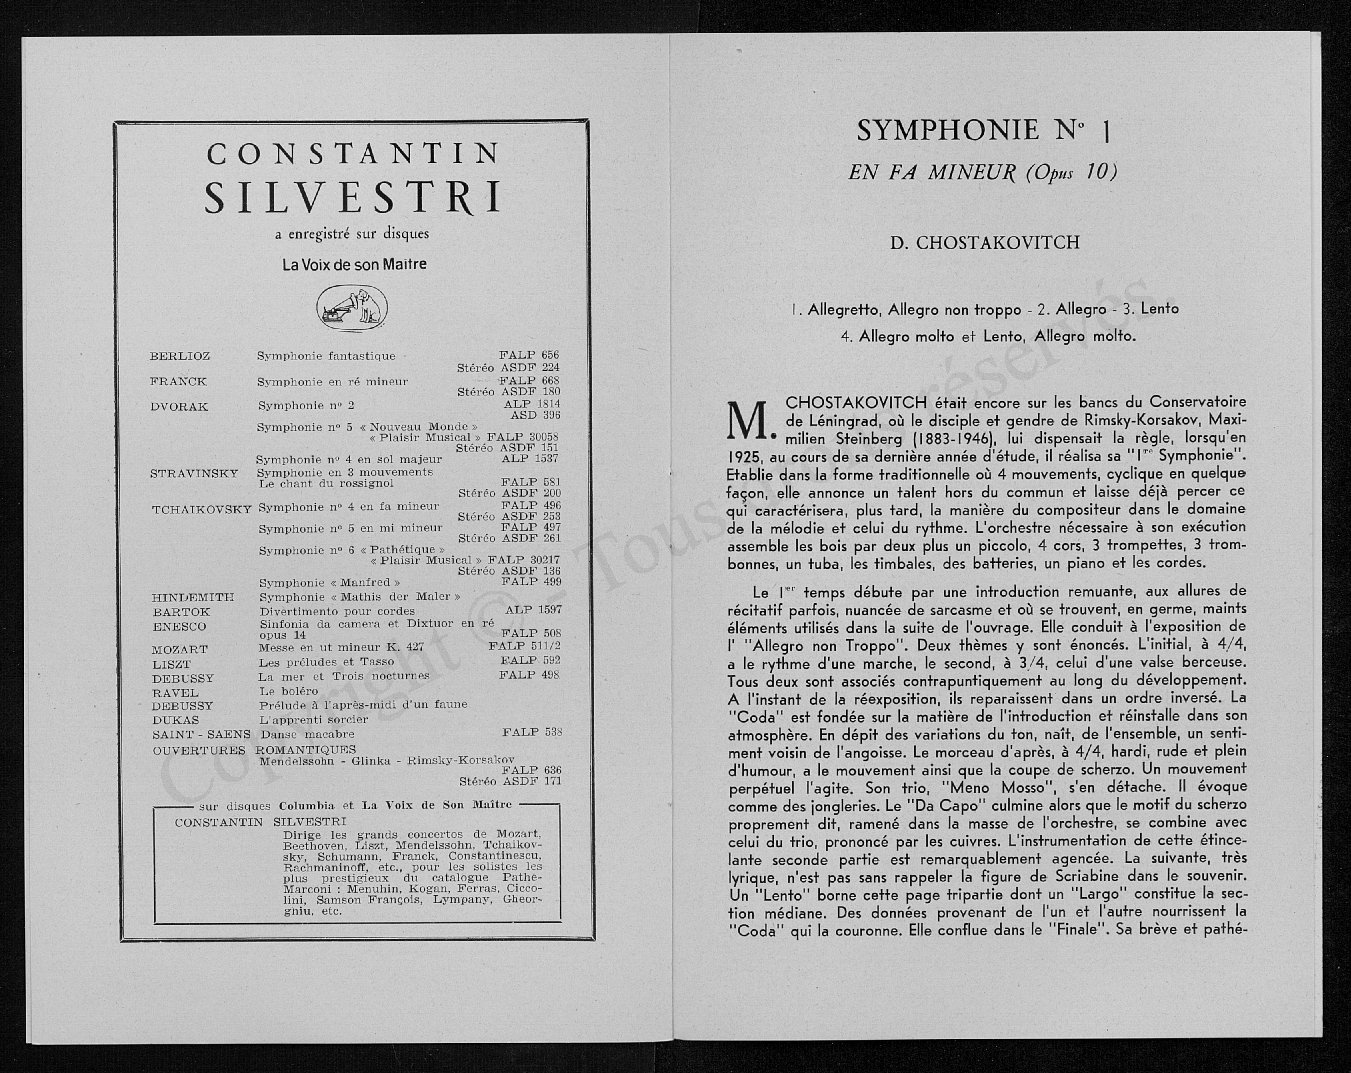 CONSTANTIN
SILVESTRI
a enregistré sur disques
La Voix de son Maitre
BERLIOZ Symphonie fantastique FALP 656
Stéréo ASDF 224
FRANCK Symphonie en ré mineur FALP 668
Stéréo ASDF 180
DVORAK Symphonie nº 2 ALP 1814
ASD 396
Symphonie nº 5 « Nouveau Monde »
« Plaisir Musical » FALP 30058
Stéréo ASDF 151
Symphonie nº 4 en sol majeur ALP 1537
STRAVINSKY Symphonie en 3 mouvements
Le chant du rossignol FALP 581
Stéréo ASDF 200
TCHAIKOVSKY Symphonie nº 4 en fa mineur FALP 496
Stéréo ASDF 253
Symphonie nº 5 en mi mineur FALP 497
Stéréo ASDF 261
Symphonie nº 6 « Pathétique »
« Plaisir Musical » FALP 30217
Stéréo ASDF 136
Symphonie « Manfred » FALP 499
HINDEMITH Symphonie « Mathis der Maler »
BARTOK Divertimento pour cordes ALP 1597
ENESCO Sinfonia da camera et Dixtuor en ré
opus 14 FALP 508
MOZART Messe en ut mineur K. 427 FALP 511/2
LISZT Les préludes et Tasso FALP 592
DEBUSSY La mer et Trois nocturnes FALP 498
RAVEL Le boléro
DEBUSSY Prélude à l'après-midi d'un faune
DUKAS L'apprenti sorcier
SAINT - SAENS Danse macabre FALP 538
OUVERTURES ROMANTIQUES
Mendelssohn - Glinka - Rimsky-Korsakov
FALP 636
Stéréo ASDF 171
sur disques Columbia et La Voix de Son Maître
CONSTANTIN SILVESTRI
Dirige les grands concertos de Mozart,
Beethoven, Liszt, Mendelssohn, Tchaikov-
sky, Schumann, Franck, Constantinescu,
Rachmaninoff, etc., pour les solistes les
plus prestigieux du catalogue Pathé-
Marconi : Menuhin, Kogan, Ferras, Cicco-
lini, Samson François, Lympany, Gheor-
ghiu, etc.
SYMPHONIE Nº 1
EN FA MINEUR (Opus 10)
D. CHOSTAKOVITCH
1. Allegretto, Allegro non troppo - 2. Allegro - 3. Lento
4. Allegro molto et Lento, Allegro molto.
M. CHOSTAKOVITCH était encore sur les bancs du Conservatoire
de Léningrad, où le disciple et gendre de Rimsky-Korsakov, Maxi-
milien Steinberg (1883-1946), lui dispensait la règle, lorsqu'en
1925, au cours de sa dernière année d'étude, il réalisa sa "1re Symphonie".
Etablie dans la forme traditionnelle où 4 mouvements, cyclique en quelque
façon, elle annonce un talent hors du commun et laisse déjà percer ce
qui caractérisera, plus tard, la manière du compositeur dans le domaine
de la mélodie et celui du rythme. L'orchestre nécessaire à son exécution
assemble les bois par deux plus un piccolo, 4 cors, 3 trompettes, 3 trom-
bonnes, un tuba, les timbales, des batteries, un piano et les cordes.
Le 1er temps débute par une introduction remuante, aux allures de
récitatif parfois, nuancée de sarcasme et où se trouvent, en germe, maints
éléments utilisés dans la suite de l'ouvrage. Elle conduit à l'exposition de
l' "Allegro non Troppo". Deux thèmes y sont énoncés. L'initial, à 4/4,
a le rythme d'une marche, le second, à 3/4, celui d'une valse berceuse.
Tous deux sont associés contrapuntiquement au long du développement.
A l'instant de la réexposition, ils reparaissent dans un ordre inversé. La
"Coda" est fondée sur la matière de l'introduction et réinstalle dans son
atmosphère. En dépit des variations du ton, naît, de l'ensemble, un senti-
ment voisin de l'angoisse. Le morceau d'après, à 4/4, hardi, rude et plein
d'humour, a le mouvement ainsi que la coupe de scherzo. Un mouvement
perpétuel l'agite. Son trio, "Meno Mosso", s'en détache. Il évoque
comme des jongleries. Le "Da Capo" culmine alors que le motif du scherzo
proprement dit, ramené dans la masse de l'orchestre, se combine avec
celui du trio, prononcé par les cuivres. L'instrumentation de cette étince-
lante seconde partie est remarquablement agencée. La suivante, très
lyrique, n'est pas sans rappeler la figure de Scriabine dans le souvenir.
Un "Lento" borne cette page tripartie dont un "Largo" constitue la sec-
tion médiane. Des données provenant de l'un et l'autre nourrissent la
"Coda" qui la couronne. Elle conflue dans le "Finale". Sa brève et pathé-
Copyright © - Tous droits réservés.